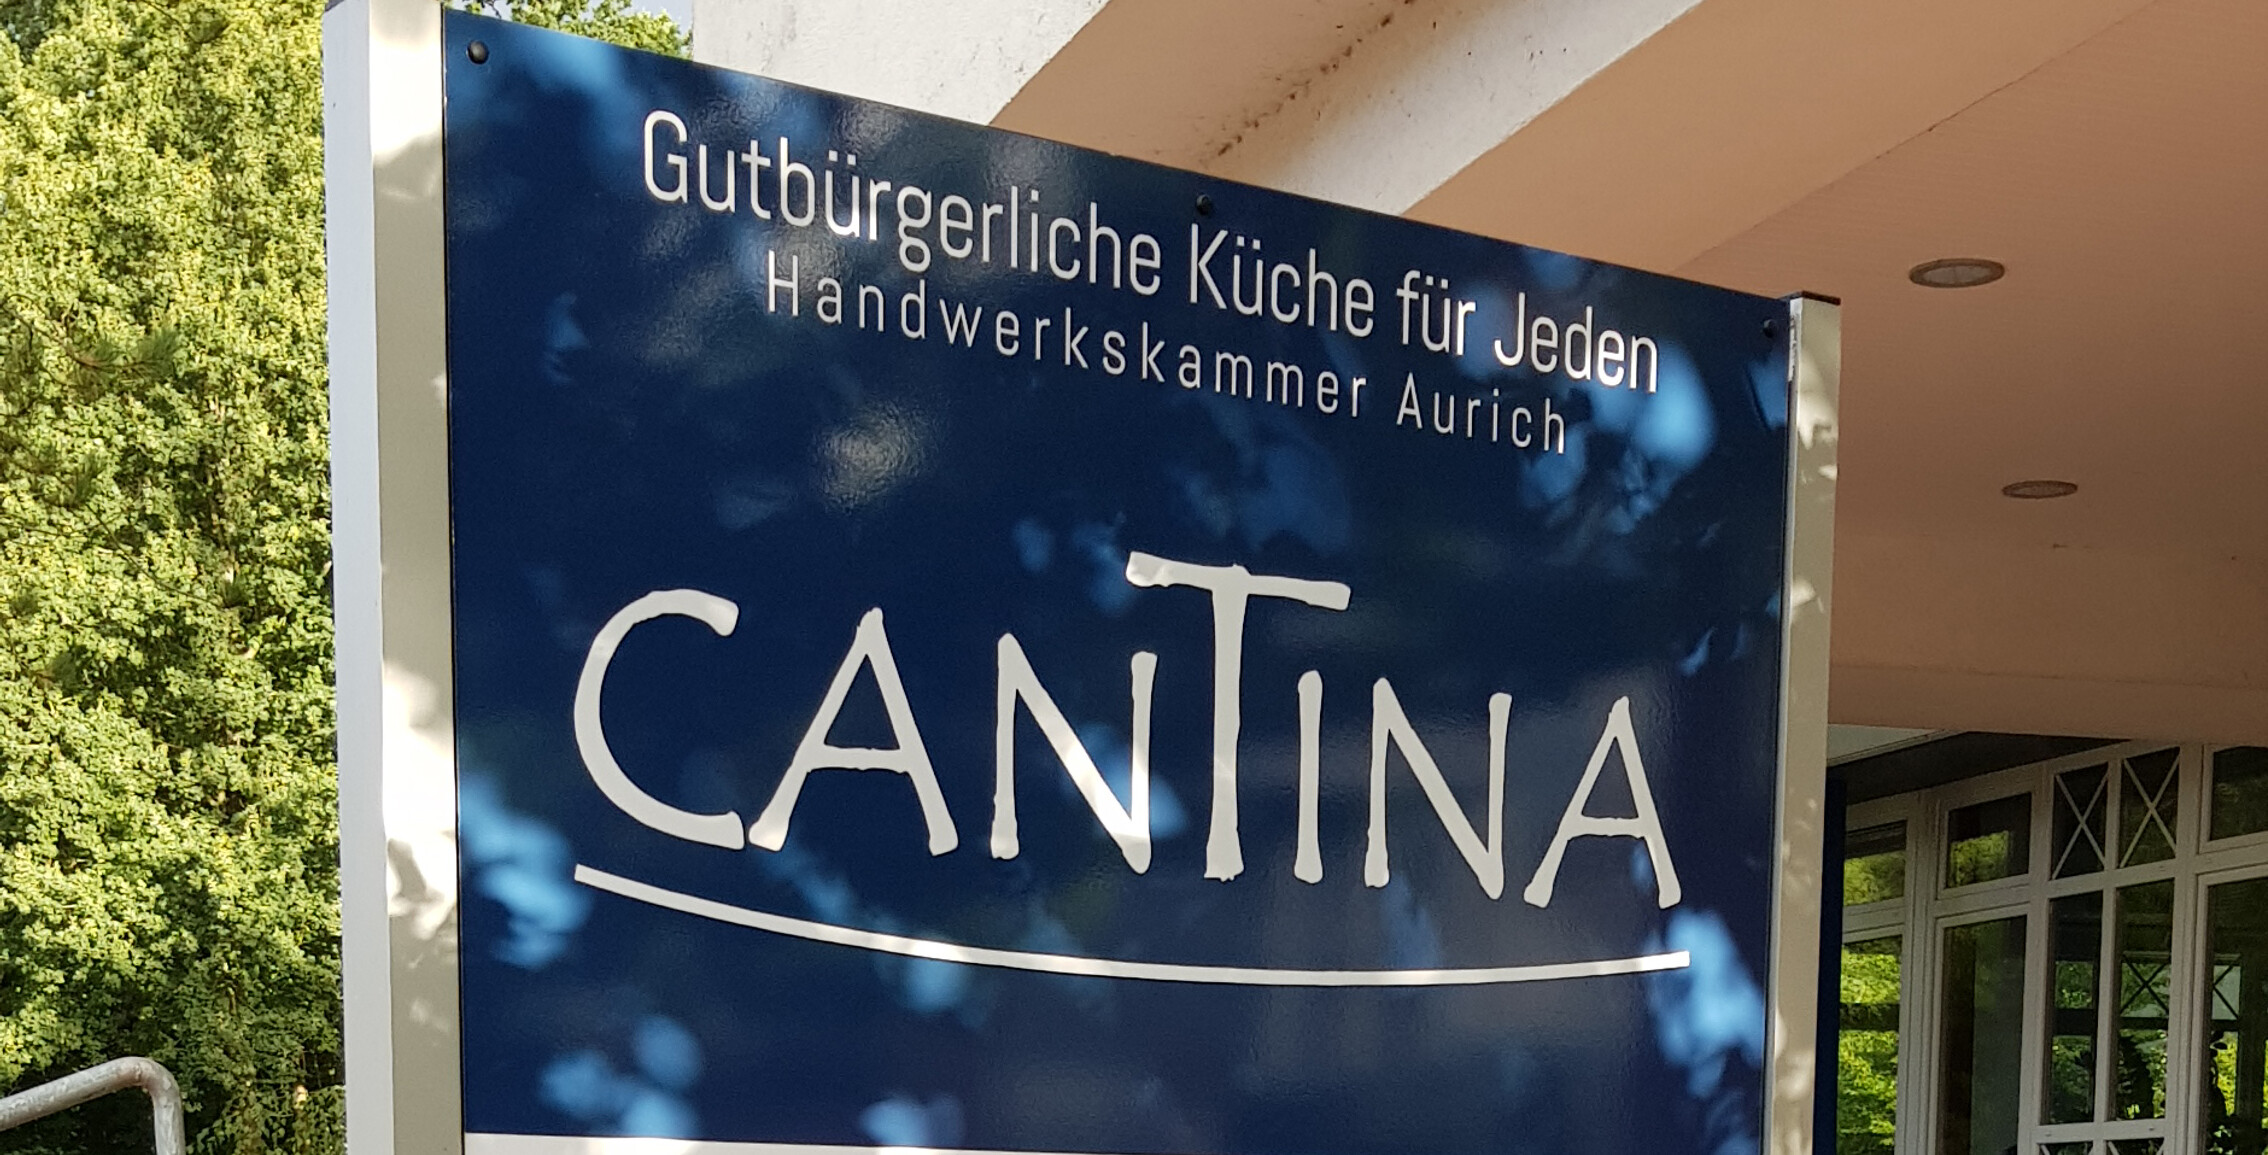 Gutbürgerliche Küche für Jeden
Handwerkskammer Aurich
CANTINA